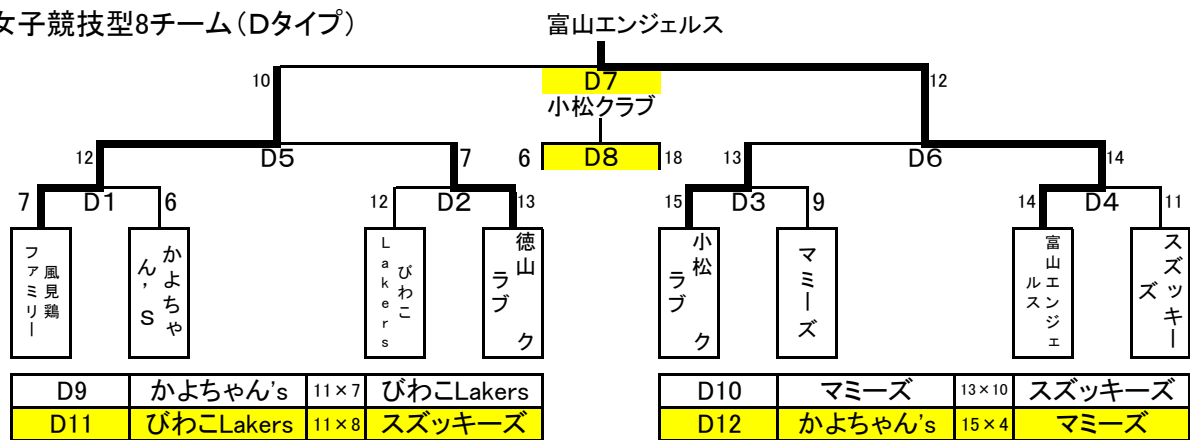 女子競技型8チーム(Dタイプ)
富山エンジェルス
10
D7
12
小松クラブ
12
D5
7
6
D8
18
13
D6
14
7
D1
6
12
D2
13
15
D3
9
14
D4
11
風見鶏ファミリー
かよちゃん’S
びわこLakers
徳山クラブ
小松クラブ
マミーズ
富山エンジェルス
スズッキーズ
D9 かよちゃん's 11×7 びわこLakers
D11 びわこLakers 11×8 スズッキーズ
D10 マミーズ 13×10 スズッキーズ
D12 かよちゃん's 15×4 マミーズ